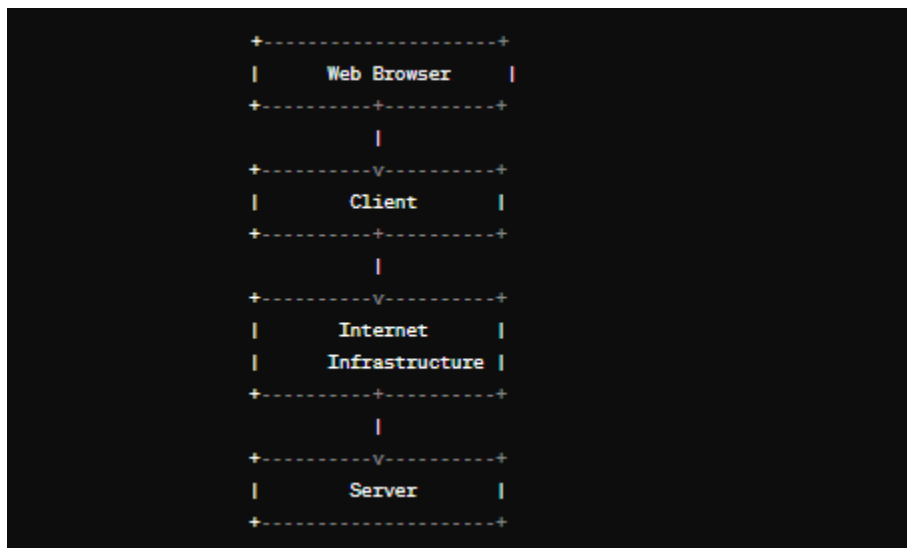 +---------------------+
|      Web Browser     |
+----------+----------+
           |
+----------v----------+
|        Client       |
+----------+----------+
           |
+----------v----------+
|       Internet      |
|      Infrastructure |
+----------+----------+
           |
+----------v----------+
|        Server       |
+---------------------+